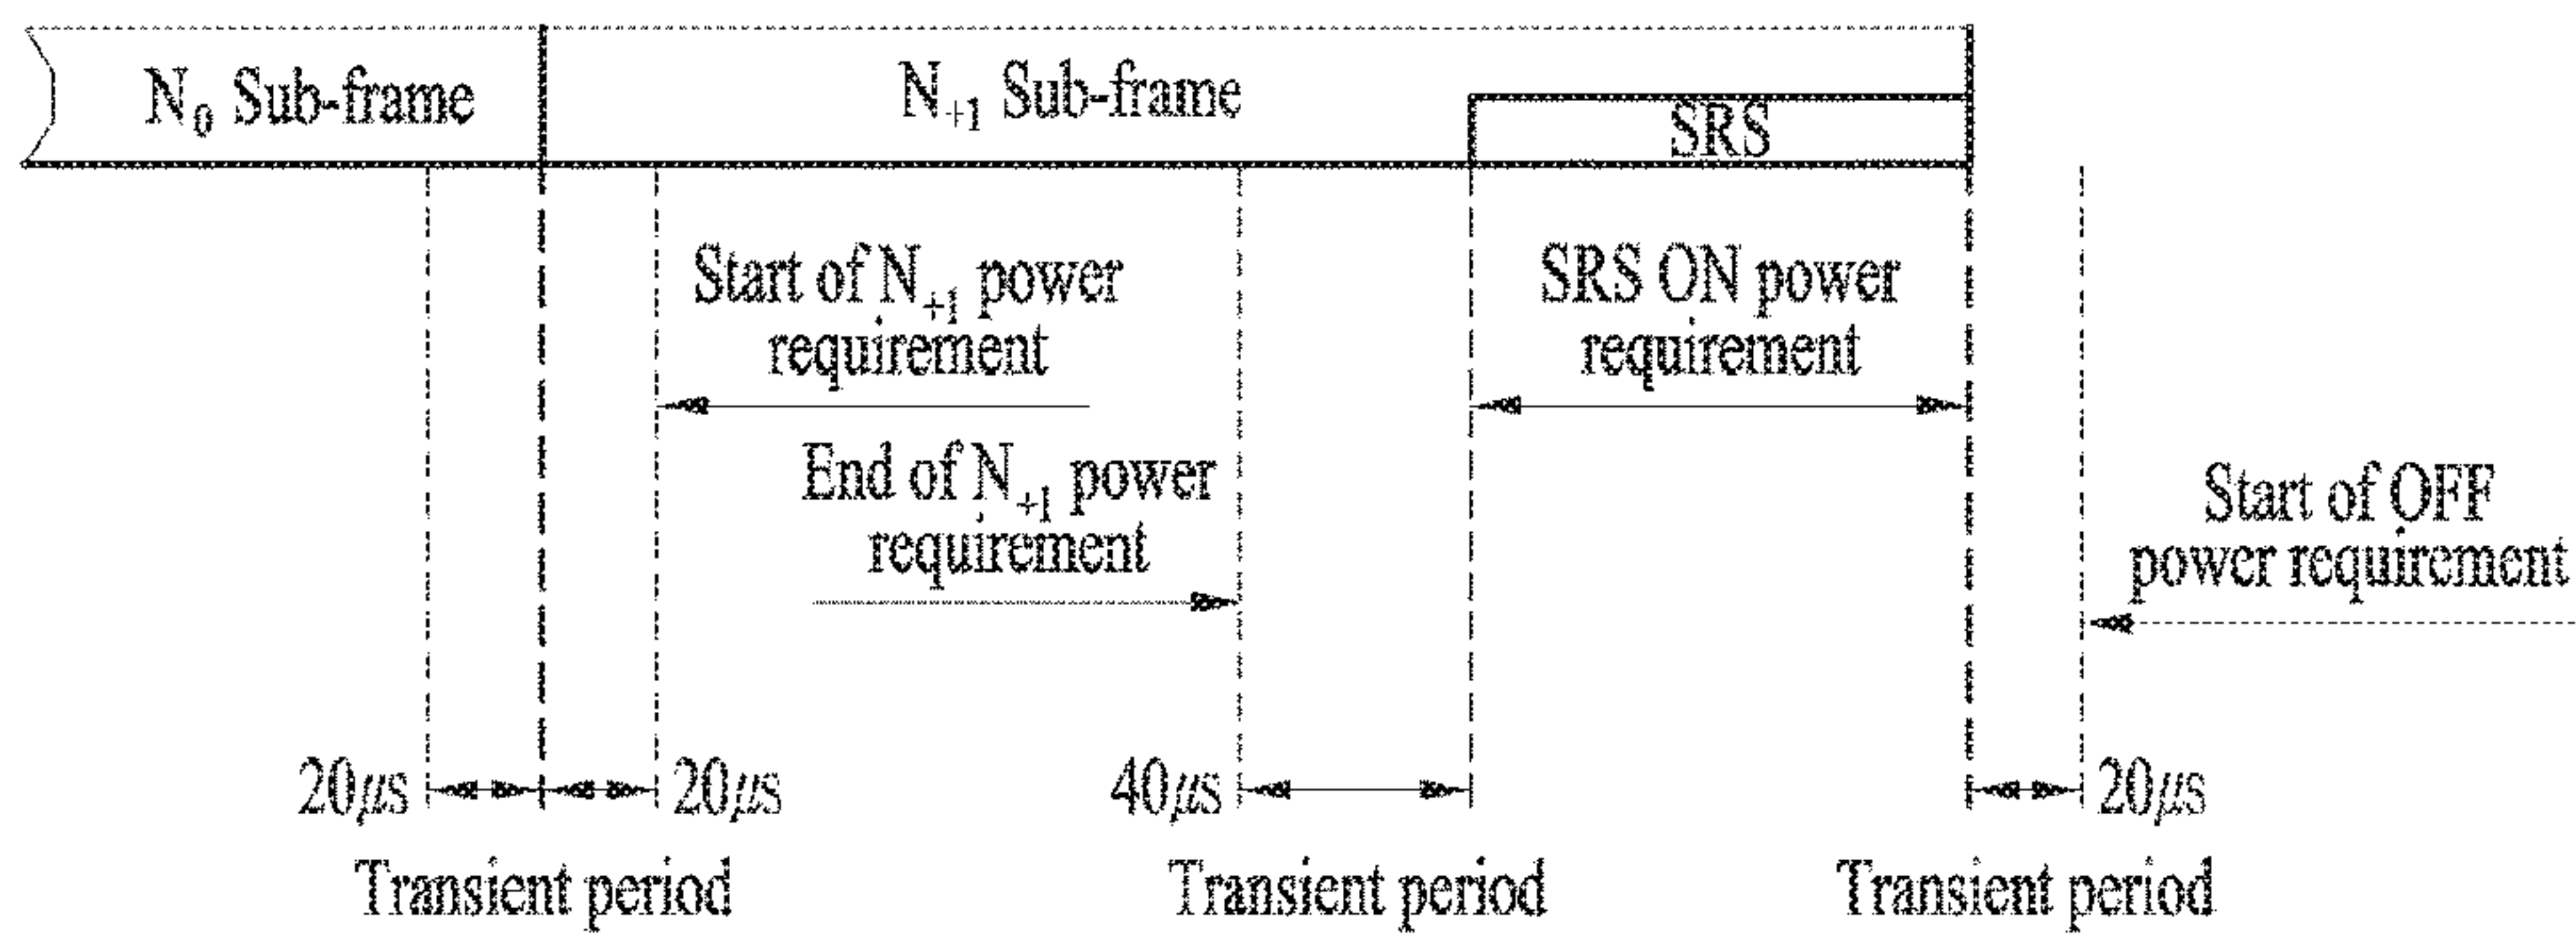 N₀ Sub-frame
N₊₁ Sub-frame
SRS
Start of N₊₁ power
requirement
SRS ON power
requirement
End of N₊₁ power
requirement
Start of OFF
power requirement
20μs
20μs
40μs
20μs
Transient period
Transient period
Transient period